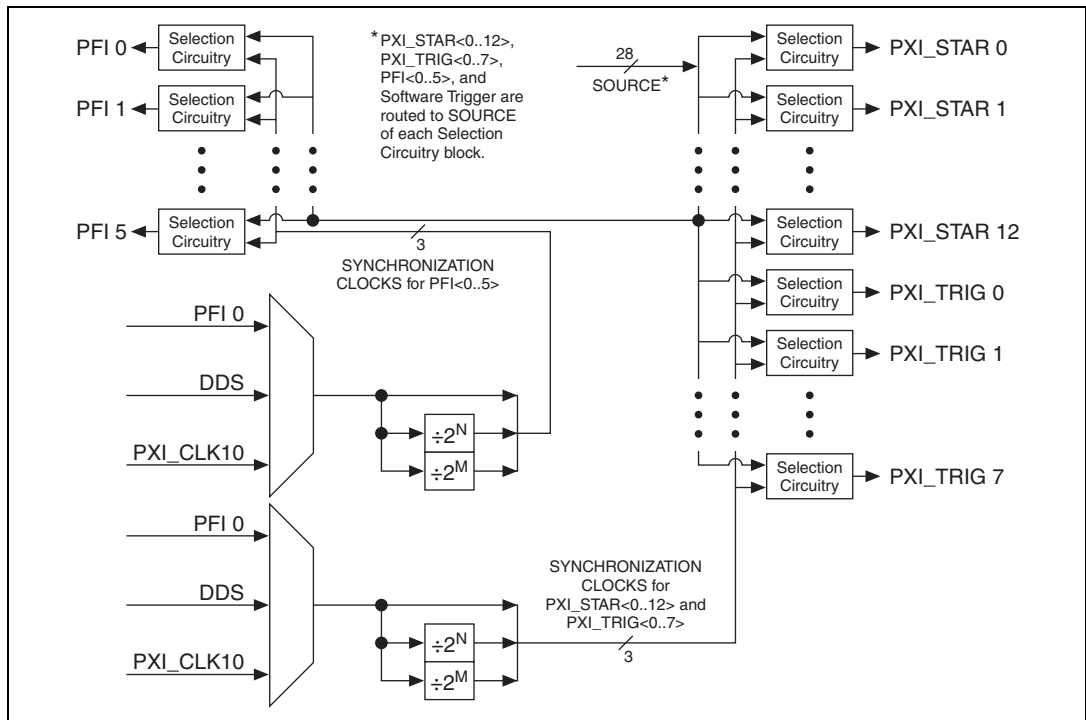 PFI 0
Selection
Circuitry
PFI 1
Selection
Circuitry
PFI 5
Selection
Circuitry
*PXI_STAR<0..12>,
PXI_TRIG<0..7>,
PFI<0..5>, and
Software Trigger are
routed to SOURCE
of each Selection
Circuitry block.
28
SOURCE*
Selection
Circuitry
PXI_STAR 0
Selection
Circuitry
PXI_STAR 1
Selection
Circuitry
PXI_STAR 12
Selection
Circuitry
PXI_TRIG 0
Selection
Circuitry
PXI_TRIG 1
Selection
Circuitry
PXI_TRIG 7
3
SYNCHRONIZATION
CLOCKS for PFI<0..5>
PFI 0
DDS
PXI_CLK10
÷2^N
÷2^M
PFI 0
DDS
PXI_CLK10
÷2^N
÷2^M
SYNCHRONIZATION
CLOCKS for
PXI_STAR<0..12> and
PXI_TRIG<0..7>
3